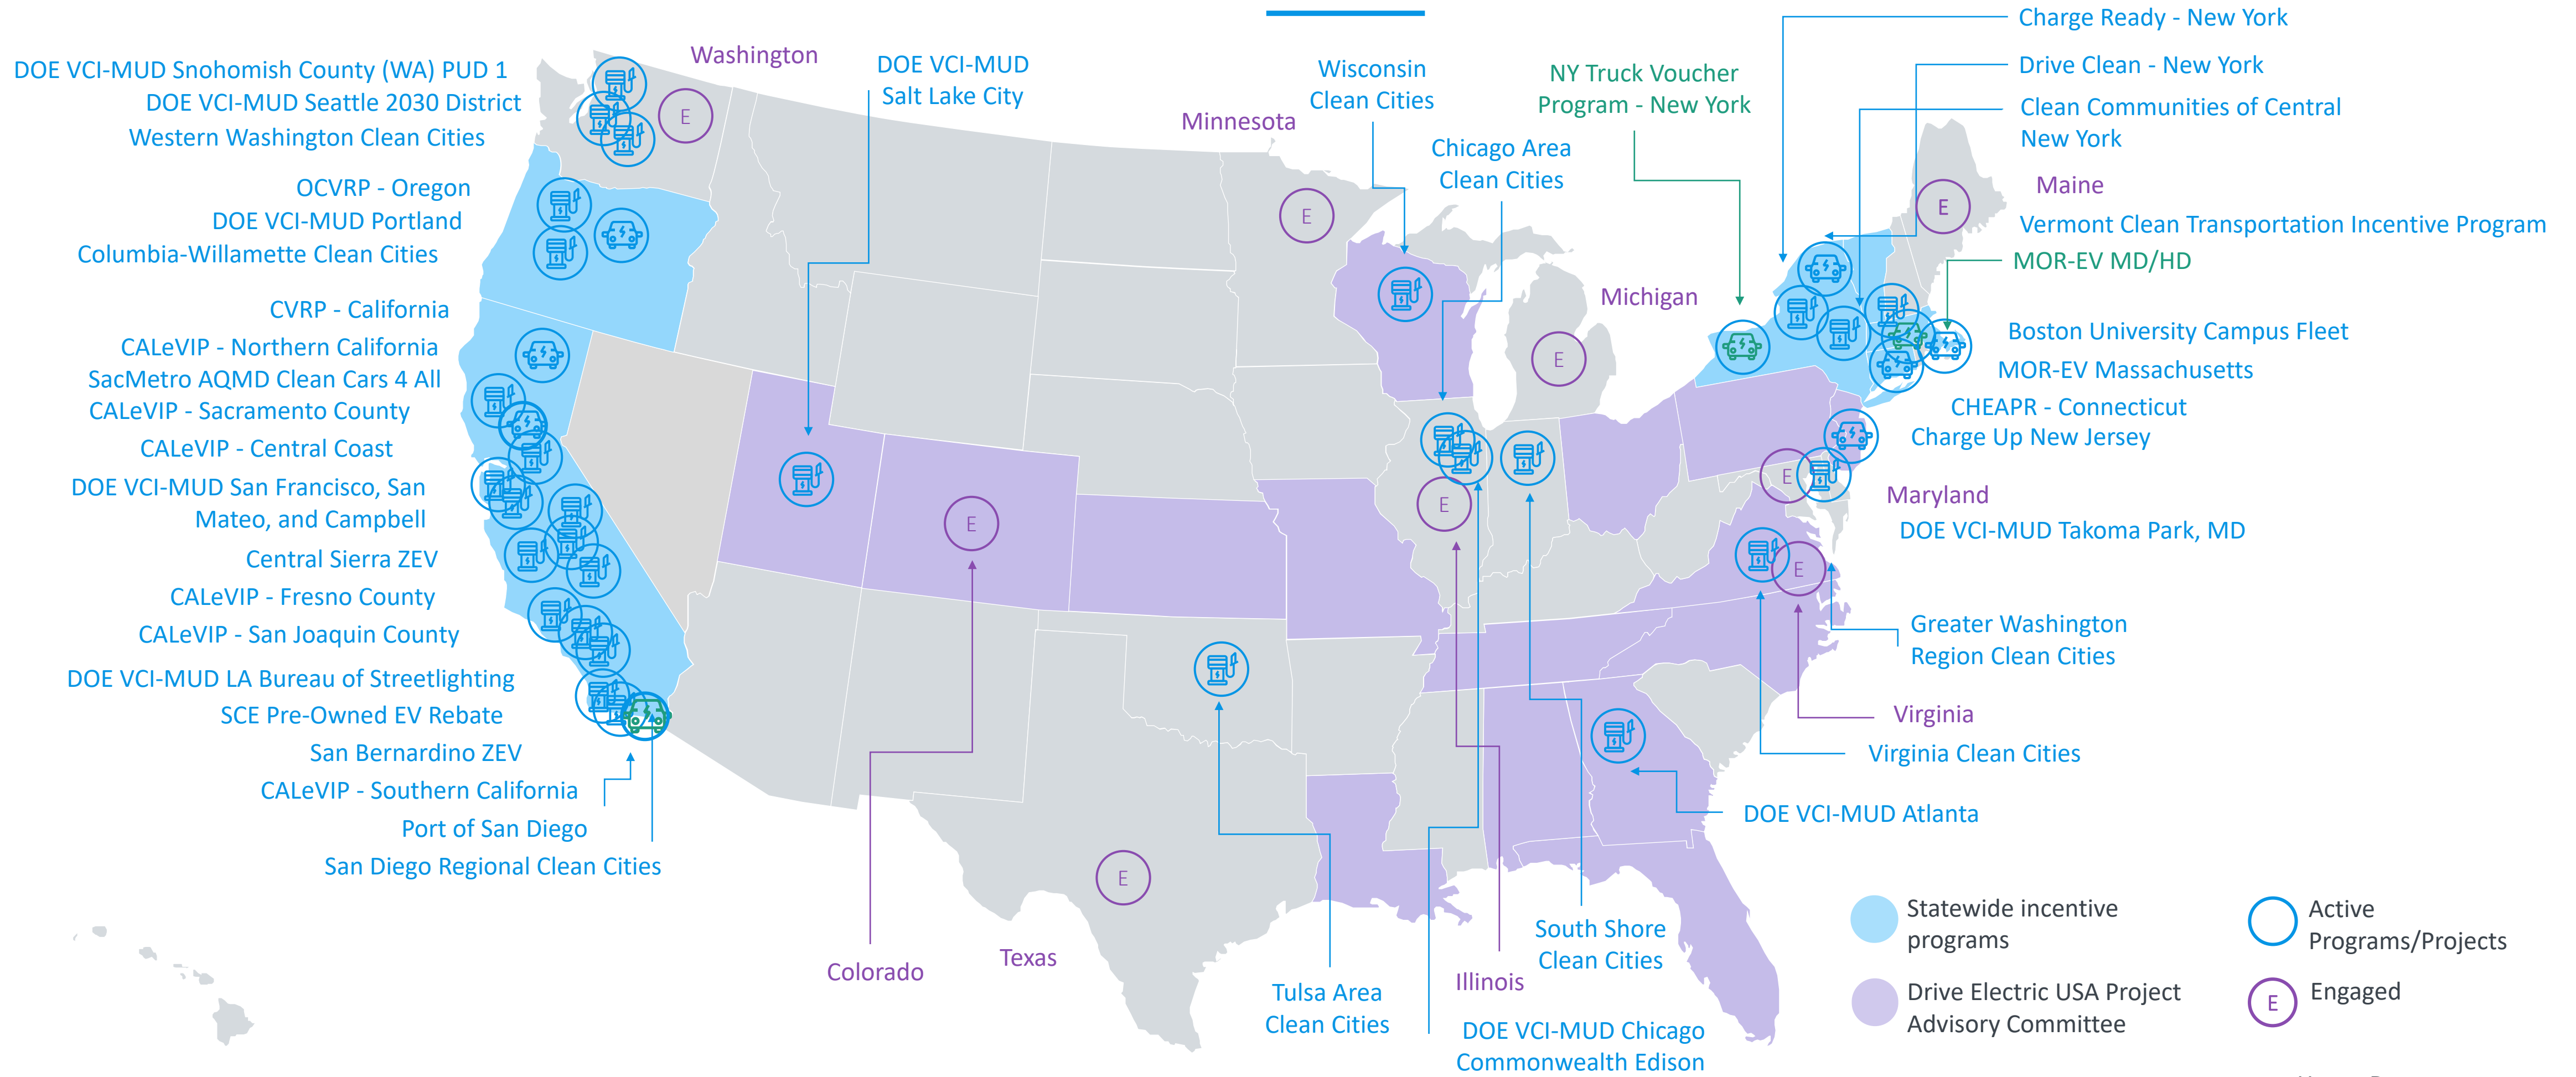 DOE VCI-MUD Snohomish County (WA) PUD 1
DOE VCI-MUD Seattle 2030 District
Western Washington Clean Cities
OCVRP - Oregon
DOE VCI-MUD Portland
Columbia-Willamette Clean Cities
CVRP - California
CALeVIP - Northern California
SacMetro AQMD Clean Cars 4 All
CALeVIP - Sacramento County
CALeVIP - Central Coast
DOE VCI-MUD San Francisco, San
Mateo, and Campbell
Central Sierra ZEV
CALeVIP - Fresno County
CALeVIP - San Joaquin County
DOE VCI-MUD LA Bureau of Streetlighting
SCE Pre-Owned EV Rebate
San Bernardino ZEV
CALeVIP - Southern California
Port of San Diego
San Diego Regional Clean Cities
Washington
E
DOE VCI-MUD
Salt Lake City
E
Colorado
Texas
E
Minnesota
E
Wisconsin
Clean Cities
Chicago Area
Clean Cities
NY Truck Voucher
Program - New York
Michigan
E
E
Tulsa Area
Clean Cities
Illinois
DOE VCI-MUD Chicago
Commonwealth Edison
South Shore
Clean Cities
Charge Ready - New York
Drive Clean - New York
Clean Communities of Central
New York
E
Maine
Vermont Clean Transportation Incentive Program
MOR-EV MD/HD
Boston University Campus Fleet
MOR-EV Massachusetts
CHEAPR - Connecticut
Charge Up New Jersey
E
Maryland
DOE VCI-MUD Takoma Park, MD
E
Greater Washington
Region Clean Cities
Virginia
Virginia Clean Cities
DOE VCI-MUD Atlanta
Statewide incentive
programs
Active
Programs/Projects
Drive Electric USA Project
Advisory Committee
E
Engaged